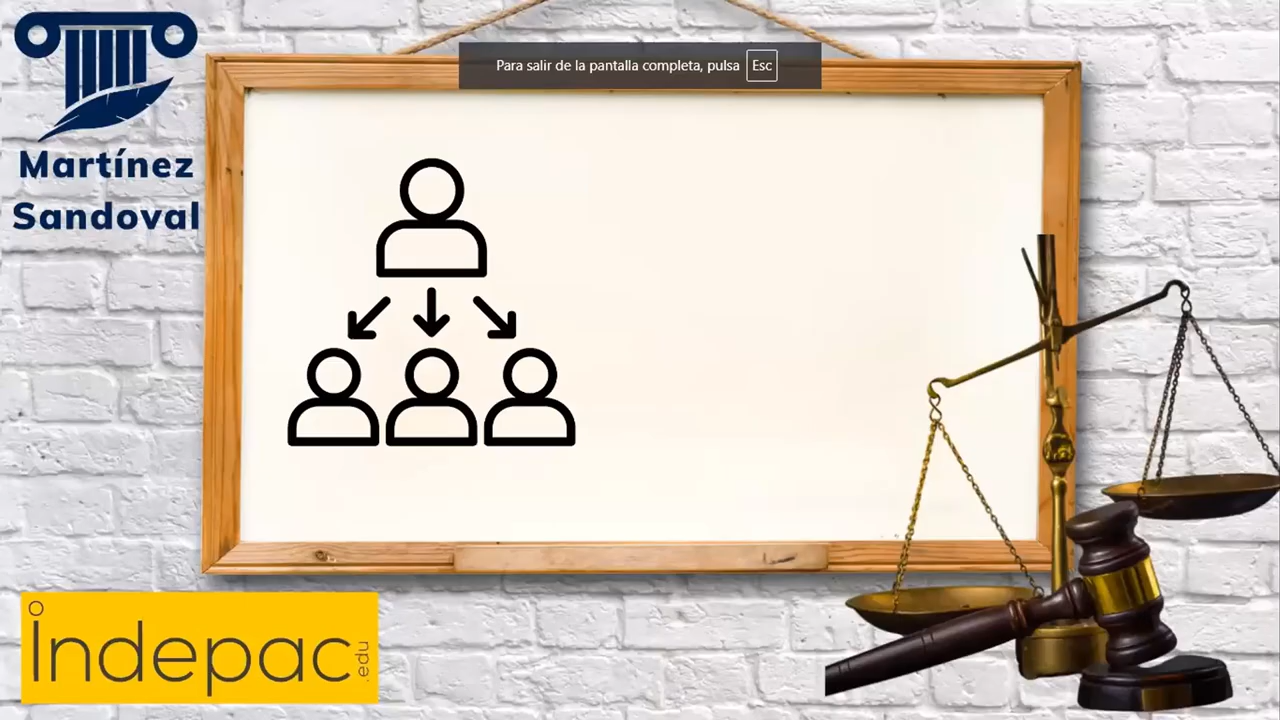 Para salir de la pantalla completa, pulsa Esc
Martínez
Sandoval
indepac
.edu